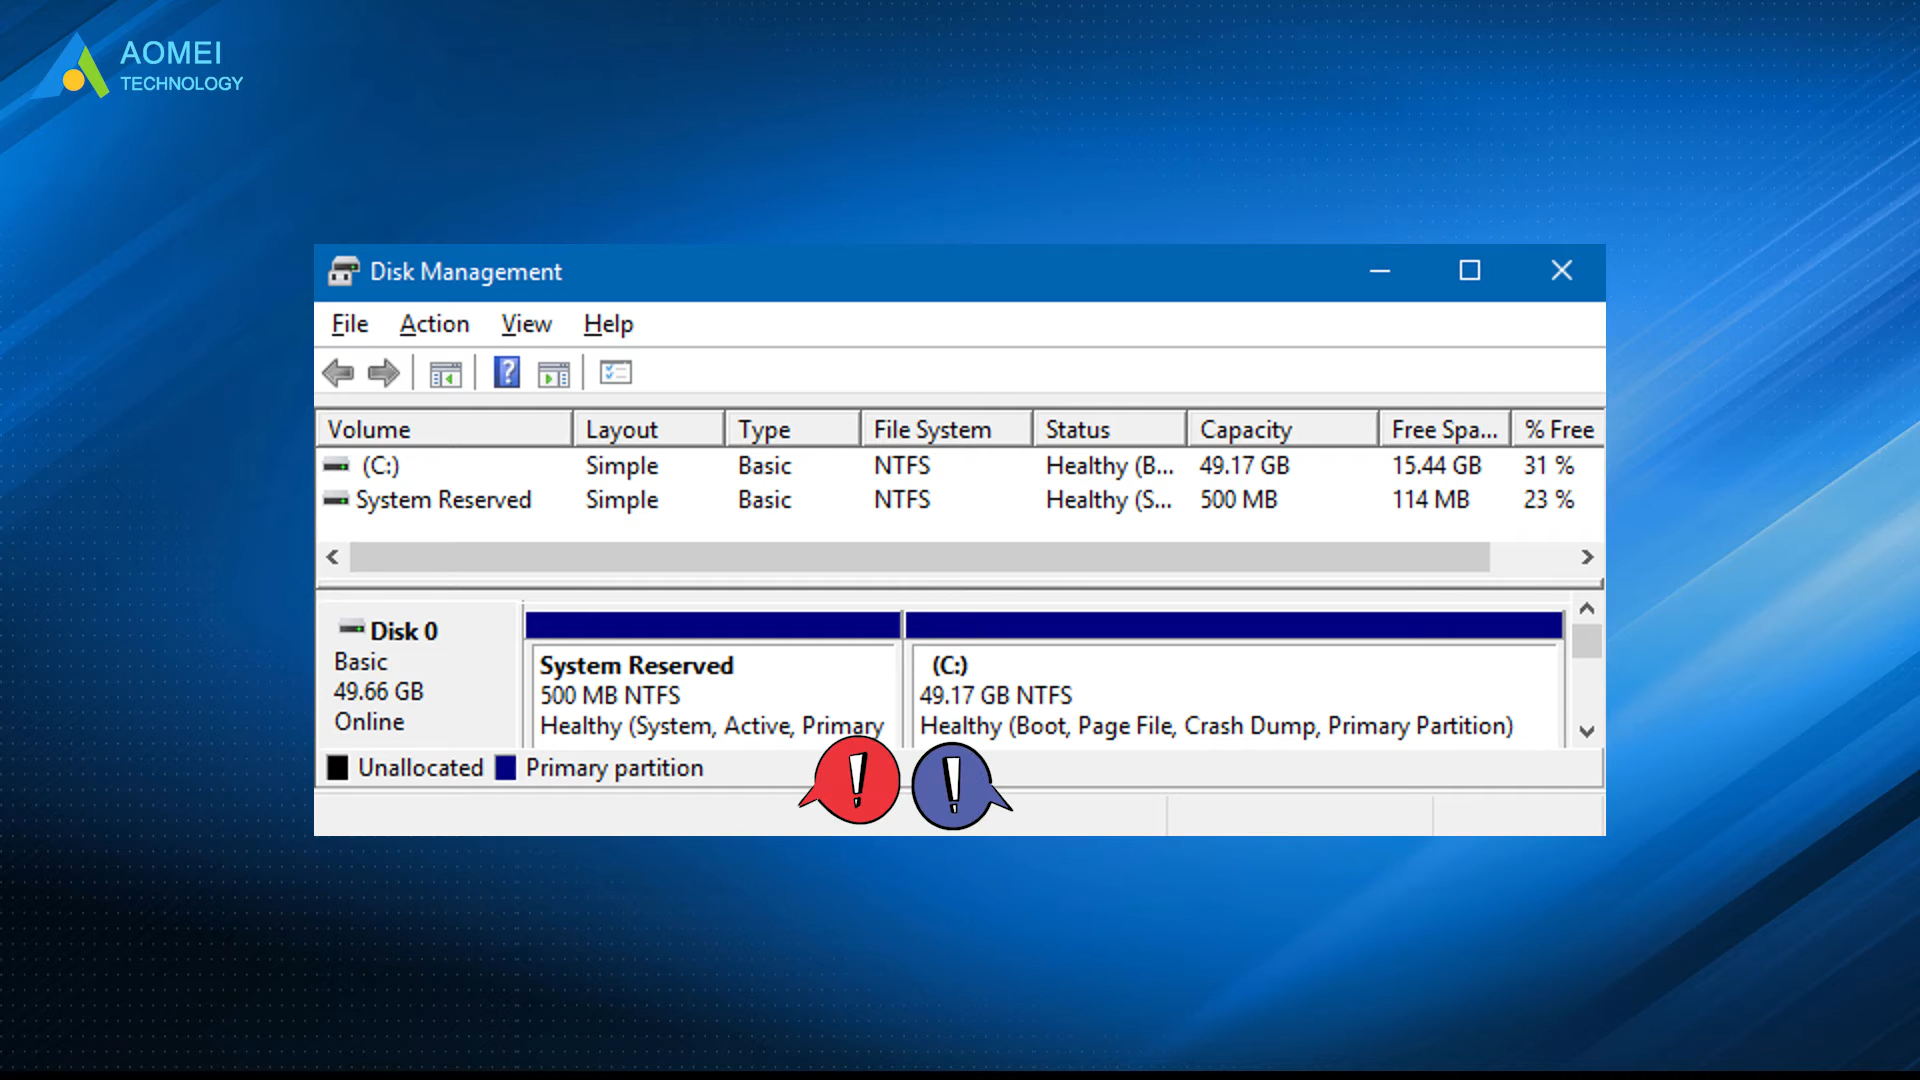 AOMEI
TECHNOLOGY
Disk Management
File Action View Help
Volume Layout Type File System Status Capacity Free Spa... % Free
(C:) Simple Basic NTFS Healthy (B... 49.17 GB 15.44 GB 31 %
System Reserved Simple Basic NTFS Healthy (S... 500 MB 114 MB 23 %
Disk 0
Basic
49.66 GB
Online
System Reserved
500 MB NTFS
Healthy (System, Active, Primary
(C:)
49.17 GB NTFS
Healthy (Boot, Page File, Crash Dump, Primary Partition)
Unallocated Primary partition
! !